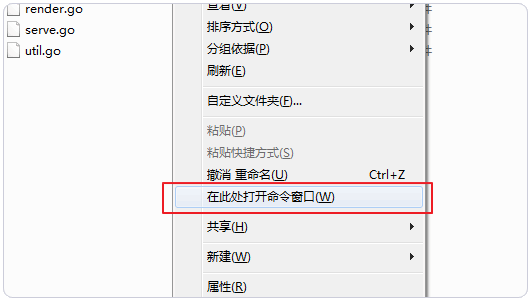 render.go
serve.go
util.go
查看(V)
排序方式(O)
分组依据(P)
刷新(E)
自定义文件夹(F)...
粘贴(P)
粘贴快捷方式(S)
撤消 重命名(U) Ctrl+Z
在此处打开命令窗口(W)
共享(H)
新建(W)
属性(R)